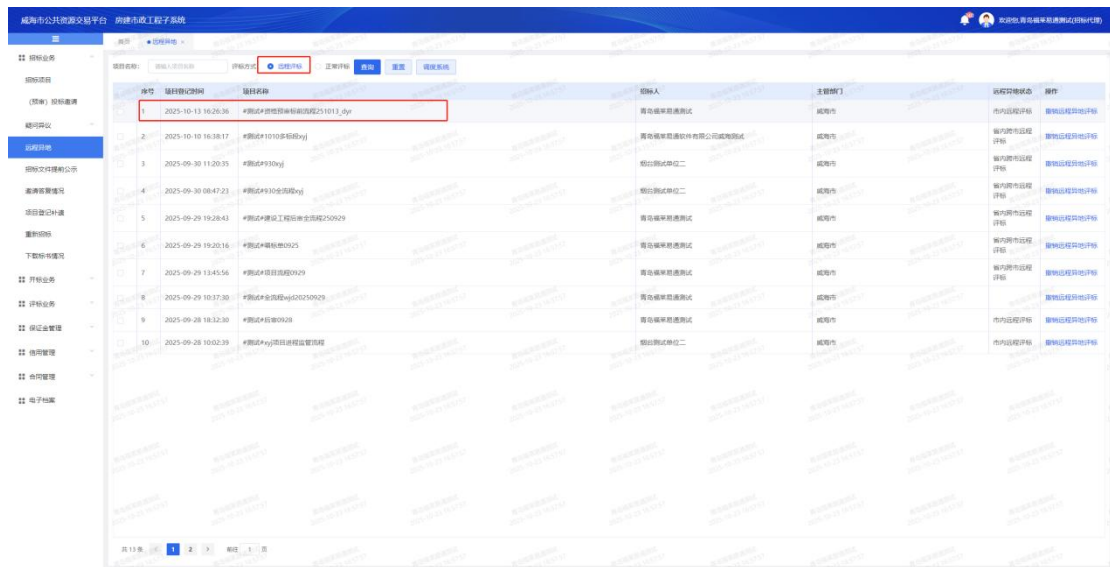 威海市公共资源交易平台 房建市政工程子系统
欢迎您,青岛福莱易通测试(招标代理)
首页 远程异地 ×
招标业务
招标项目
(预审) 投标邀请
疑问异议
远程异地
招标文件提前公示
邀请答复情况
项目登记补遗
重新招标
下载标书情况
开标业务
评标业务
保证金管理
信用管理
合同管理
电子档案
项目名称: 请输入项目名称 评标方式 远程评标 正常评标 查询 重置 调度系统
序号 项目登记时间 项目名称 招标人 主管部门 远程异地状态 操作
1 2025-10-13 16:26:36 #测试#资格预审标前流程251013_dyr 青岛福莱易通测试 威海市 市内远程评标 撤销远程异地评标
2 2025-10-10 16:38:17 #测试#1010多标段xyj 青岛福莱易通软件有限公司威海测试 威海市 省内跨市远程评标 撤销远程异地评标
3 2025-09-30 11:20:35 #测试#930xyj 烟台测试单位二 威海市 省内跨市远程评标 撤销远程异地评标
4 2025-09-30 08:47:23 #测试#930全流程xyj 烟台测试单位二 威海市 省内跨市远程评标 撤销远程异地评标
5 2025-09-29 19:28:43 #测试#建设工程后审全流程250929 青岛福莱易通测试 威海市 省内跨市远程评标 撤销远程异地评标
6 2025-09-29 19:20:16 #测试#最标绝0925 青岛福莱易通测试 威海市 省内跨市远程评标 撤销远程异地评标
7 2025-09-29 13:45:56 #测试#项目流程0929 青岛福莱易通测试 威海市 省内跨市远程评标 撤销远程异地评标
8 2025-09-29 10:37:30 #测试#全流程wjd20250929 青岛福莱易通测试 威海市 撤销远程异地评标
9 2025-09-28 18:32:30 #测试#后审0928 青岛福莱易通测试 威海市 市内远程评标 撤销远程异地评标
10 2025-09-28 10:02:39 #测试#xyj项目进程监管流程 烟台测试单位二 威海市 市内远程评标 撤销远程异地评标
共 13 条 < 1 2 > 前往 1 页